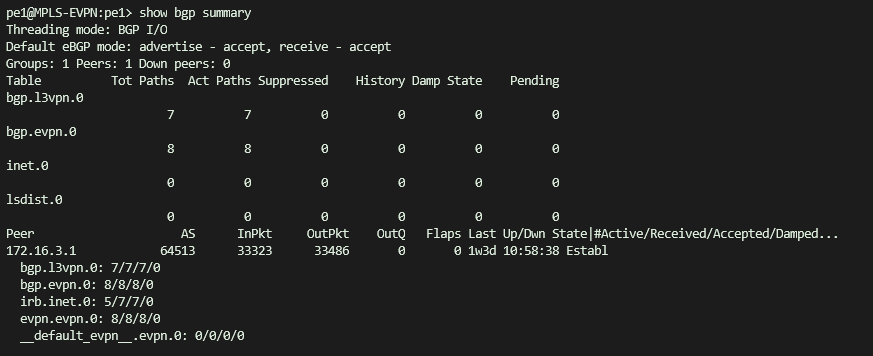 pe1@MPLS-EVPN:pe1> show bgp summary
Threading mode: BGP I/O
Default eBGP mode: advertise - accept, receive - accept
Groups: 1 Peers: 1 Down peers: 0
Table          Tot Paths  Act Paths Suppressed    History Damp State    Pending
bgp.l3vpn.0
                       7          7          0          0          0          0
bgp.evpn.0
                       8          8          0          0          0          0
inet.0
                       0          0          0          0          0          0
lsdist.0
                       0          0          0          0          0          0
Peer                     AS      InPkt     OutPkt    OutQ   Flaps Last Up/Dwn State|#Active/Received/Accepted/Damped...
172.16.3.1            64513      33323      33486       0       0 1w3d 10:58:38 Establ
  bgp.l3vpn.0: 7/7/7/0
  bgp.evpn.0: 8/8/8/0
  irb.inet.0: 5/7/7/0
  evpn.evpn.0: 8/8/8/0
  __default_evpn__.evpn.0: 0/0/0/0